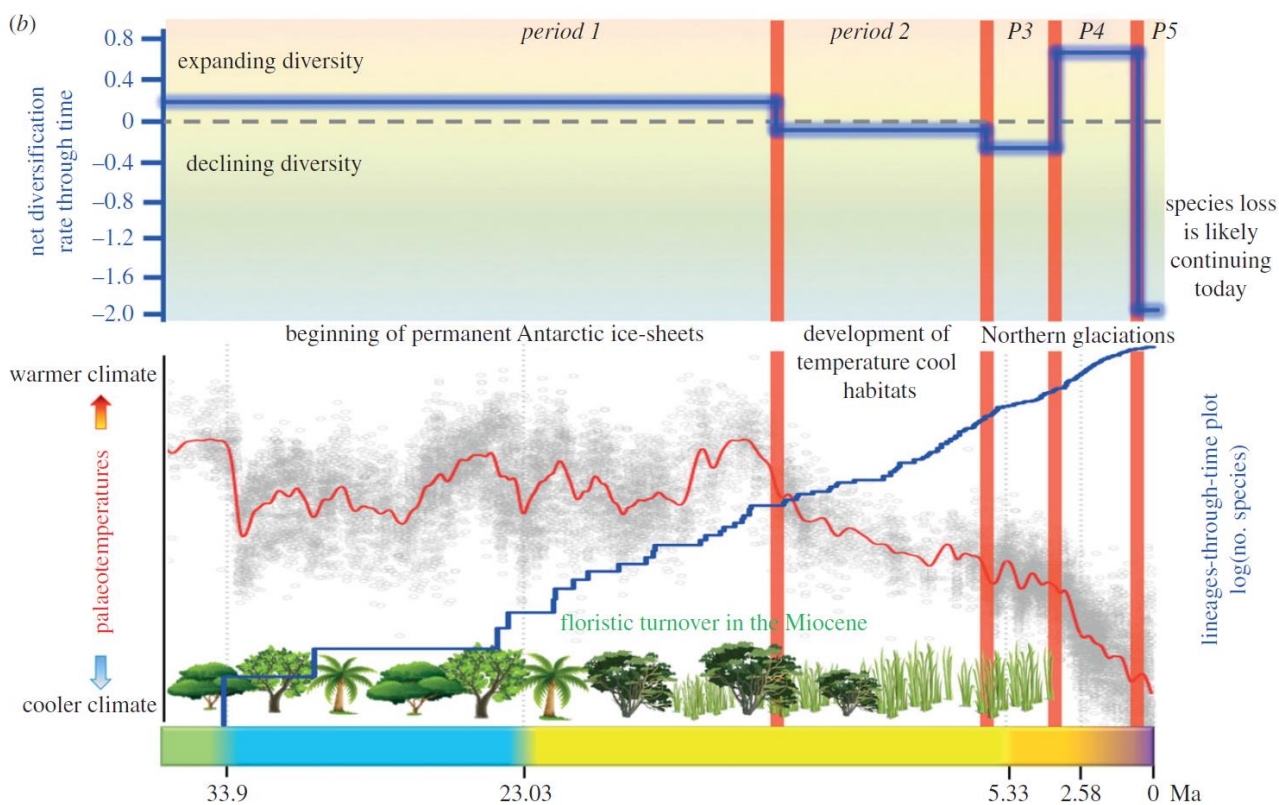 (b)
0.8
0.4
0
–0.4
–0.8
–1.2
–1.6
–2.0
net diversification
rate through time
period 1
period 2
P3
P4
P5
expanding diversity
declining diversity
species loss
is likely
continuing
today
beginning of permanent Antarctic ice-sheets
development of
temperature cool
habitats
Northern glaciations
warmer climate
palaeotemperatures
cooler climate
lineages-through-time plot
log(no. species)
floristic turnover in the Miocene
33.9
23.03
5.33
2.58
0
Ma